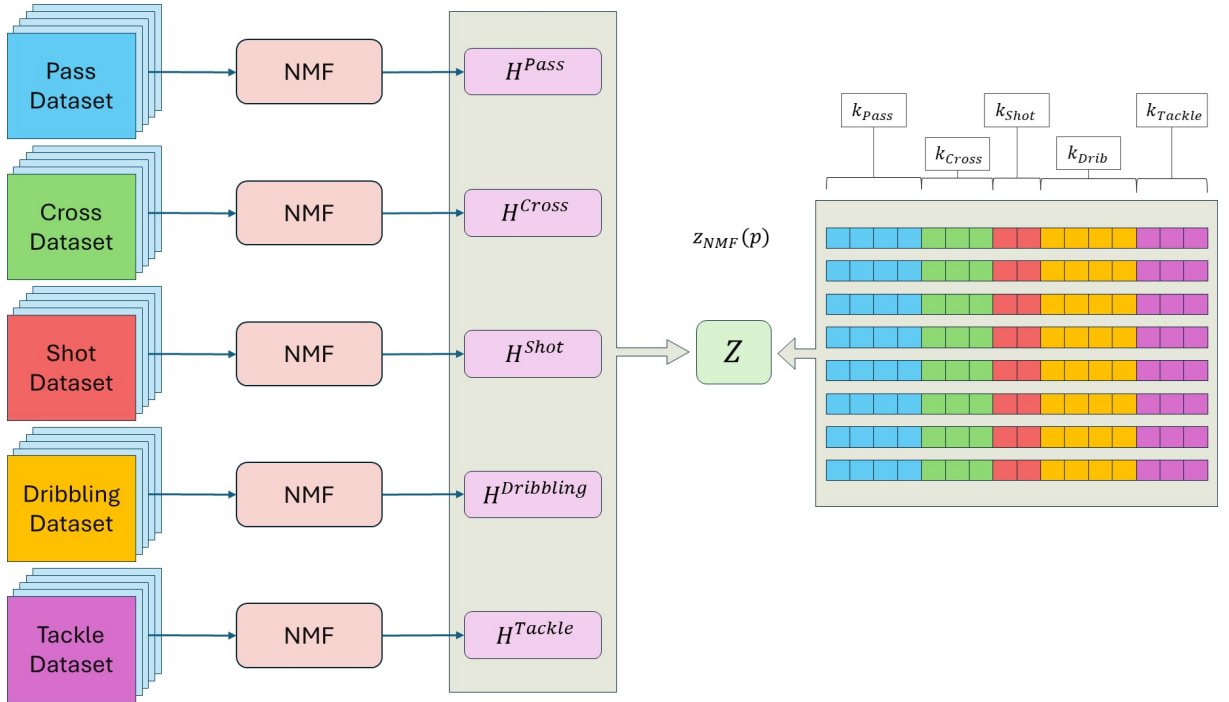 Pass
Dataset
NMF
H^{Pass}
Cross
Dataset
NMF
H^{Cross}
Shot
Dataset
NMF
H^{Shot}
Dribbling
Dataset
NMF
H^{Dribbling}
Tackle
Dataset
NMF
H^{Tackle}
Z
z_{NMF}(p)
k_{Pass}
k_{Cross}
k_{Shot}
k_{Drib}
k_{Tackle}